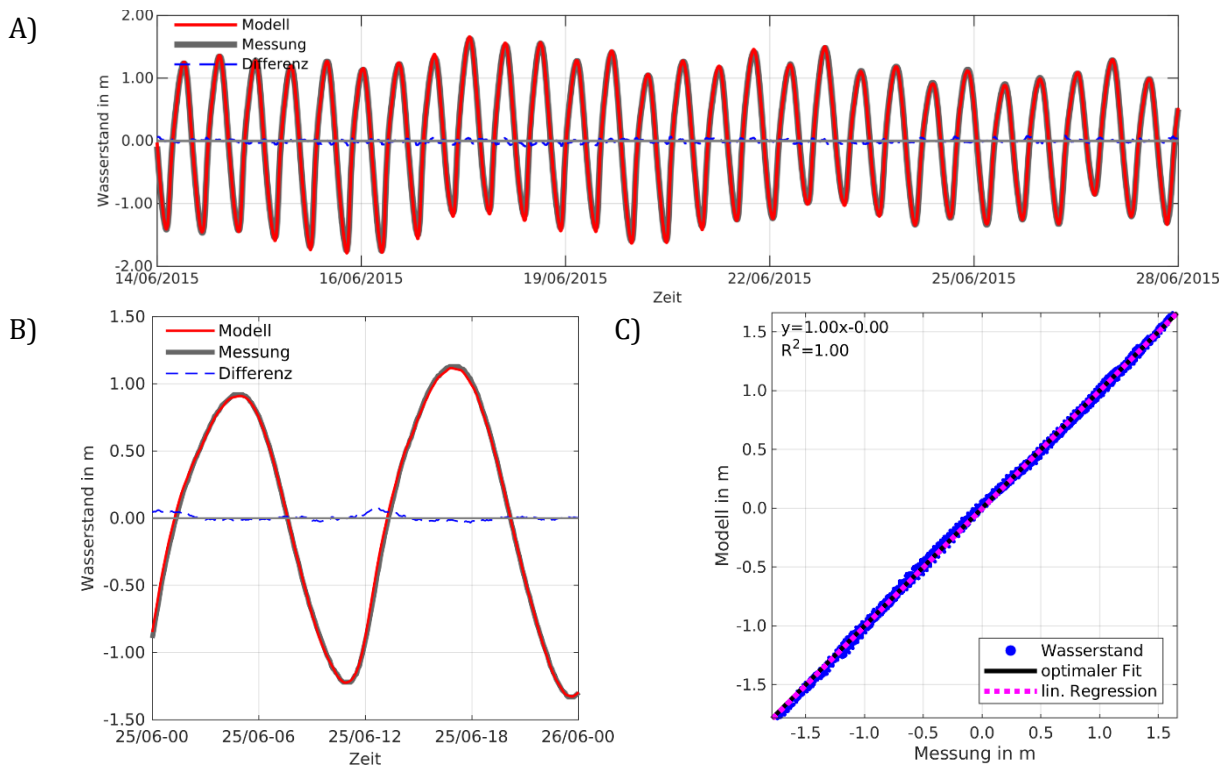 A)
2.00
1.00
0.00
-1.00
-2.00
Wasserstand in m
Modell
Messung
Differenz
14/06/2015 16/06/2015 19/06/2015 22/06/2015 25/06/2015 28/06/2015
Zeit
B)
1.50
1.00
0.50
0.00
-0.50
-1.00
-1.50
Wasserstand in m
Modell
Messung
Differenz
25/06-00 25/06-06 25/06-12 25/06-18 26/06-00
Zeit
C)
y=1.00x-0.00
R²=1.00
1.5
1.0
0.5
0.0
-0.5
-1.0
-1.5
Modell in m
Wasserstand
optimaler Fit
lin. Regression
-1.5 -1.0 -0.5 0.0 0.5 1.0 1.5
Messung in m